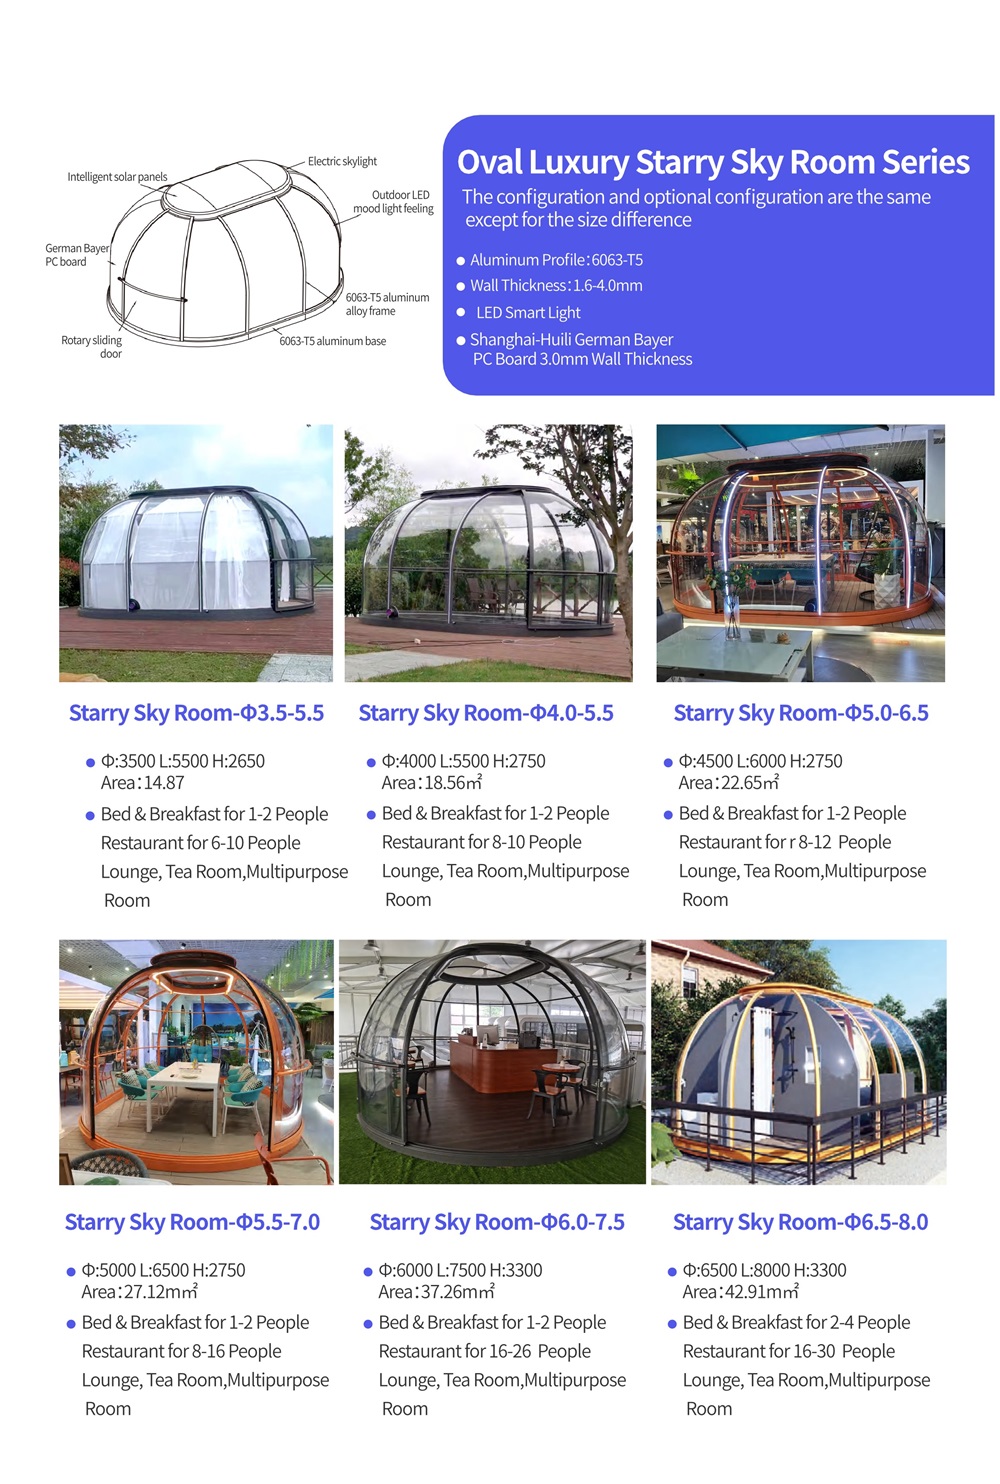 Oval Luxury Starry Sky Room Series
The configuration and optional configuration are the same
except for the size difference
Aluminum Profile:6063-T5
Wall Thickness:1.6-4.0mm
LED Smart Light
Shanghai-Huili German Bayer
PC Board 3.0mm Wall Thickness
Electric skylight
Intelligent solar panels
Outdoor LED
mood light feeling
German Bayer
PC board
6063-T5 aluminum
alloy frame
Rotary sliding
door
6063-T5 aluminum base
Starry Sky Room-Φ3.5-5.5
Φ:3500 L:5500 H:2650
Area:14.87
Bed & Breakfast for 1-2 People
Restaurant for 6-10 People
Lounge, Tea Room,Multipurpose
Room
Starry Sky Room-Φ4.0-5.5
Φ:4000 L:5500 H:2750
Area:18.56㎡
Bed & Breakfast for 1-2 People
Restaurant for 8-10 People
Lounge, Tea Room,Multipurpose
Room
Starry Sky Room-Φ5.0-6.5
Φ:4500 L:6000 H:2750
Area:22.65㎡
Bed & Breakfast for 1-2 People
Restaurant for r 8-12 People
Lounge, Tea Room,Multipurpose
Room
Starry Sky Room-Φ5.5-7.0
Φ:5000 L:6500 H:2750
Area:27.12m㎡
Bed & Breakfast for 1-2 People
Restaurant for 8-16 People
Lounge, Tea Room,Multipurpose
Room
Starry Sky Room-Φ6.0-7.5
Φ:6000 L:7500 H:3300
Area:37.26m㎡
Bed & Breakfast for 1-2 People
Restaurant for 16-26 People
Lounge, Tea Room,Multipurpose
Room
Starry Sky Room-Φ6.5-8.0
Φ:6500 L:8000 H:3300
Area:42.91m㎡
Bed & Breakfast for 2-4 People
Restaurant for 16-30 People
Lounge, Tea Room,Multipurpose
Room